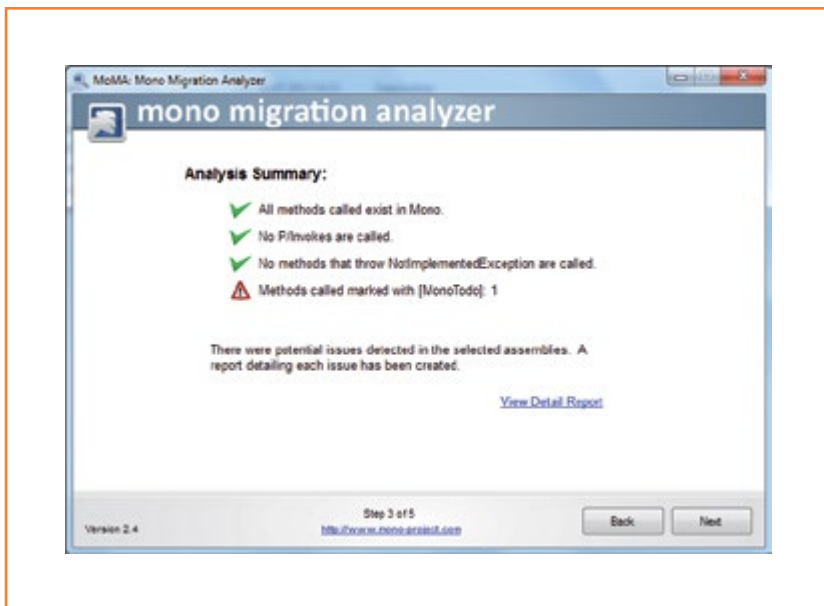 MoMA: Mono Migration Analyzer
mono migration analyzer
Analysis Summary:
All methods called exist in Mono.
No P/Invokes are called.
No methods that throw NotImplementedException are called.
Methods called marked with [MonoTodo]: 1
There were potential issues detected in the selected assemblies. A
report detailing each issue has been created.
View Detail Report
Version 2.4
Step 3 of 5
http://www.mono-project.com
Back
Next